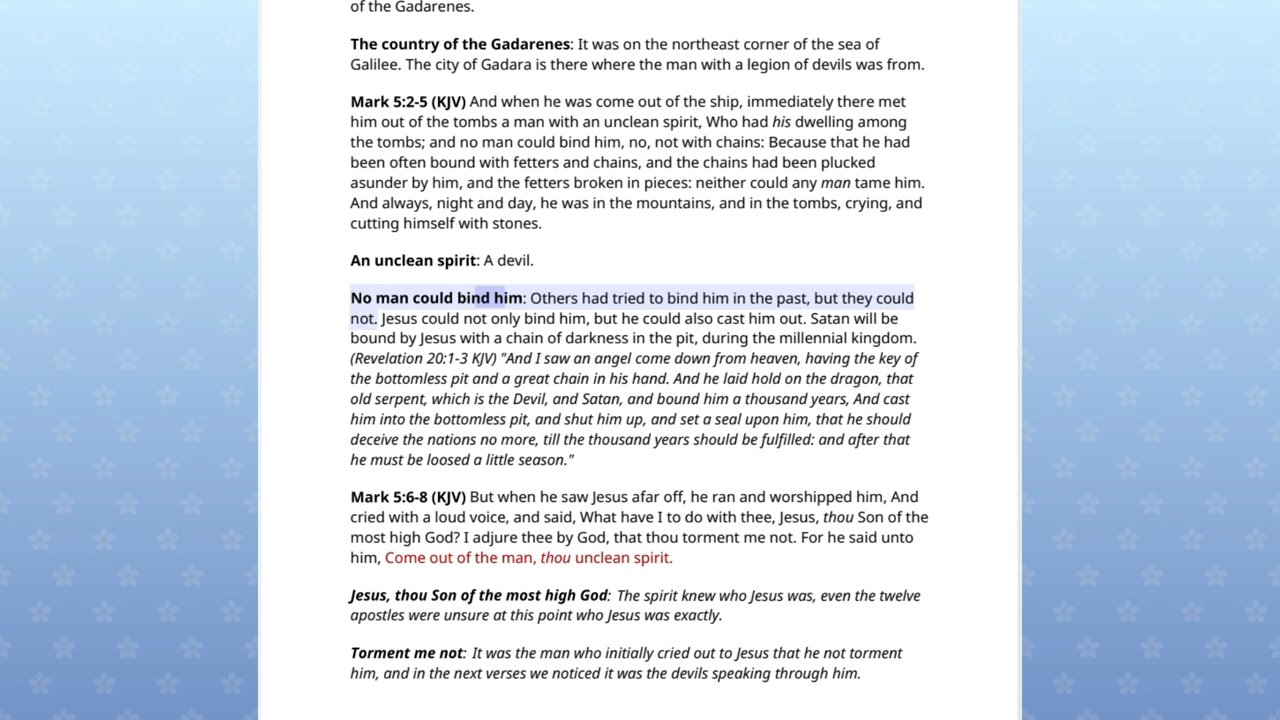 of the Gadarenes.
The country of the Gadarenes: It was on the northeast corner of the sea of
Galilee. The city of Gadara is there where the man with a legion of devils was from.
Mark 5:2-5 (KJV) And when he was come out of the ship, immediately there met
him out of the tombs a man with an unclean spirit, Who had his dwelling among
the tombs; and no man could bind him, no, not with chains: Because that he had
been often bound with fetters and chains, and the chains had been plucked
asunder by him, and the fetters broken in pieces: neither could any man tame him.
And always, night and day, he was in the mountains, and in the tombs, crying, and
cutting himself with stones.
An unclean spirit: A devil.
No man could bind him: Others had tried to bind him in the past, but they could
not. Jesus could not only bind him, but he could also cast him out. Satan will be
bound by Jesus with a chain of darkness in the pit, during the millennial kingdom.
(Revelation 20:1-3 KJV) "And I saw an angel come down from heaven, having the key of
the bottomless pit and a great chain in his hand. And he laid hold on the dragon, that
old serpent, which is the Devil, and Satan, and bound him a thousand years, And cast
him into the bottomless pit, and shut him up, and set a seal upon him, that he should
deceive the nations no more, till the thousand years should be fulfilled: and after that
he must be loosed a little season."
Mark 5:6-8 (KJV) But when he saw Jesus afar off, he ran and worshipped him, And
cried with a loud voice, and said, What have I to do with thee, Jesus, thou Son of the
most high God? I adjure thee by God, that thou torment me not. For he said unto
him, Come out of the man, thou unclean spirit.
Jesus, thou Son of the most high God: The spirit knew who Jesus was, even the twelve
apostles were unsure at this point who Jesus was exactly.
Torment me not: It was the man who initially cried out to Jesus that he not torment
him, and in the next verses we noticed it was the devils speaking through him.